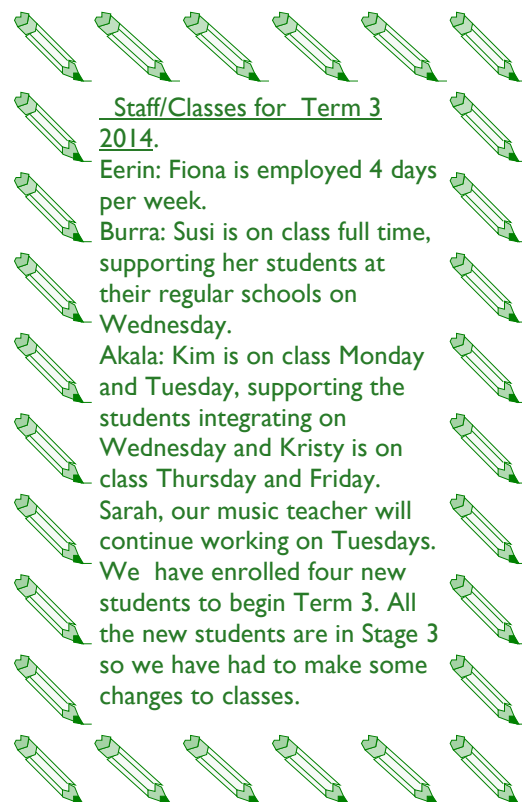 Staff/Classes for  Term 3
2014.
Eerin: Fiona is employed 4 days
per week.
Burra: Susi is on class full time,
supporting her students at
their regular schools on
Wednesday.
Akala: Kim is on class Monday
and Tuesday, supporting the
students integrating on
Wednesday and Kristy is on
class Thursday and Friday.
Sarah, our music teacher will
continue working on Tuesdays.
We  have enrolled four new
students to begin Term 3. All
the new students are in Stage 3
so we have had to make some
changes to classes.